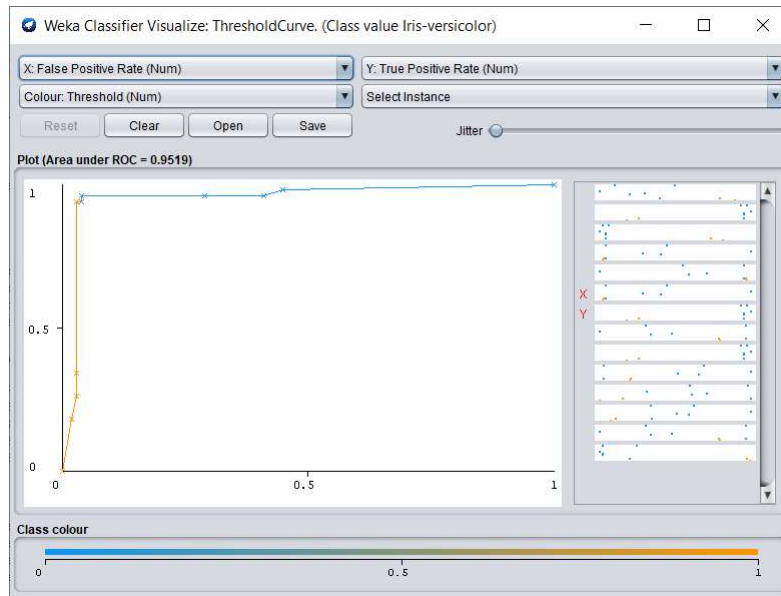 Weka Classifier Visualize: ThresholdCurve. (Class value Iris-versicolor)
X: False Positive Rate (Num)
Y: True Positive Rate (Num)
Colour: Threshold (Num)
Select Instance
Reset
Clear
Open
Save
Jitter
Plot (Area under ROC = 0.9519)
1
0.5
0
0
0.5
1
X
Y
Class colour
0
0.5
1